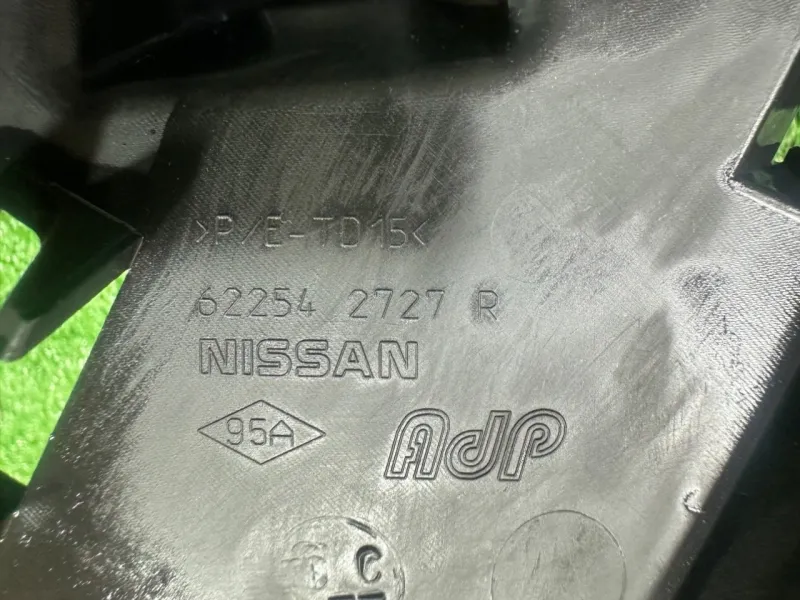 >P/E-TD15<
62254 2727 R
NISSAN
95A
AdP
C C